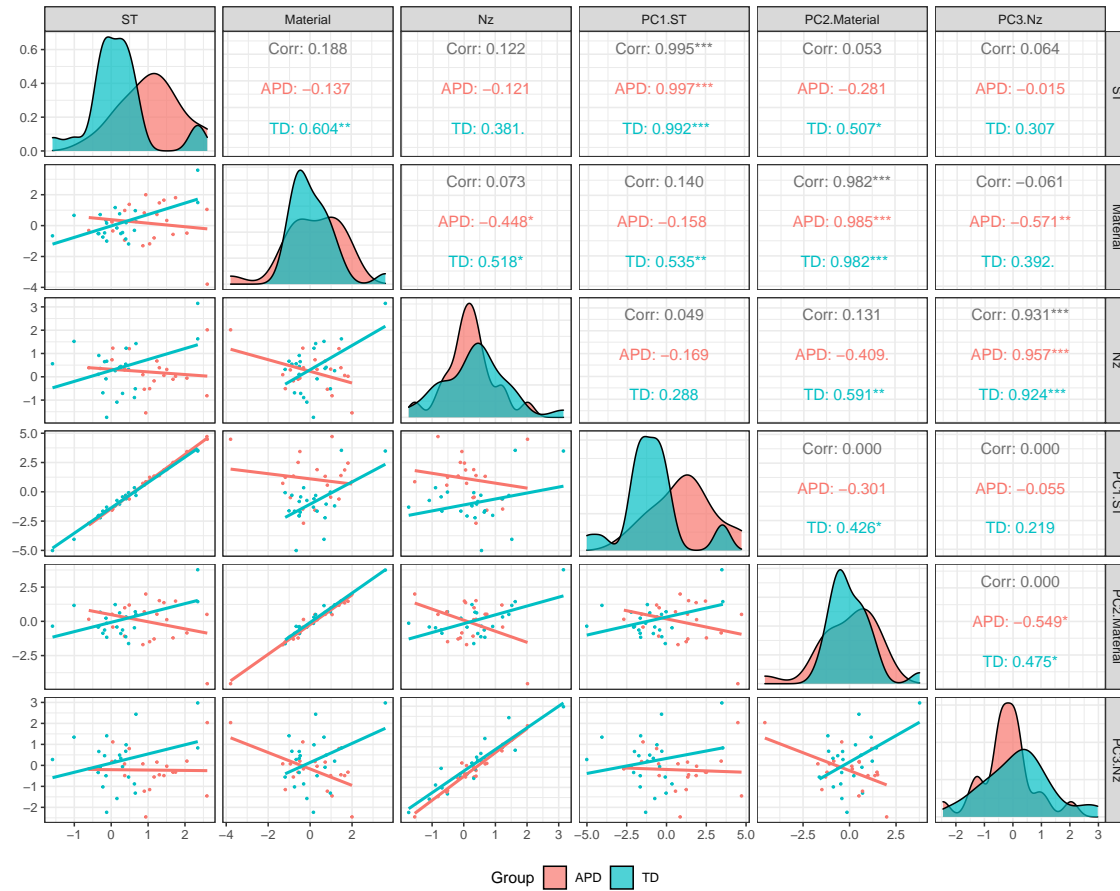 ST Material Nz PC1.ST PC2.Material PC3.Nz
0.6
0.4
0.2
0.0
Corr: 0.188
APD: −0.137
TD: 0.604**
Corr: 0.122
APD: −0.121
TD: 0.381.
Corr: 0.995***
APD: 0.997***
TD: 0.992***
Corr: 0.053
APD: −0.281
TD: 0.507*
Corr: 0.064
APD: −0.015
TD: 0.307
ST
2
0
−2
−4
Corr: 0.073
APD: −0.448*
TD: 0.518*
Corr: 0.140
APD: −0.158
TD: 0.535**
Corr: 0.982***
APD: 0.985***
TD: 0.982***
Corr: −0.061
APD: −0.571**
TD: 0.392.
Material
3
2
1
0
−1
Corr: 0.049
APD: −0.169
TD: 0.288
Corr: 0.131
APD: −0.409.
TD: 0.591**
Corr: 0.931***
APD: 0.957***
TD: 0.924***
Nz
5.0
2.5
0.0
−2.5
−5.0
Corr: 0.000
APD: −0.301
TD: 0.426*
Corr: 0.000
APD: −0.055
TD: 0.219
PC1.ST
2.5
0.0
−2.5
Corr: 0.000
APD: −0.549*
TD: 0.475*
PC2.Material
3
2
1
0
−1
−2
PC3.Nz
−1 0 1 2
−4 −2 0 2
−1 0 1 2 3
−5.0 −2.5 0.0 2.5 5.0
−2.5 0.0 2.5
−2 −1 0 1 2 3
Group APD TD